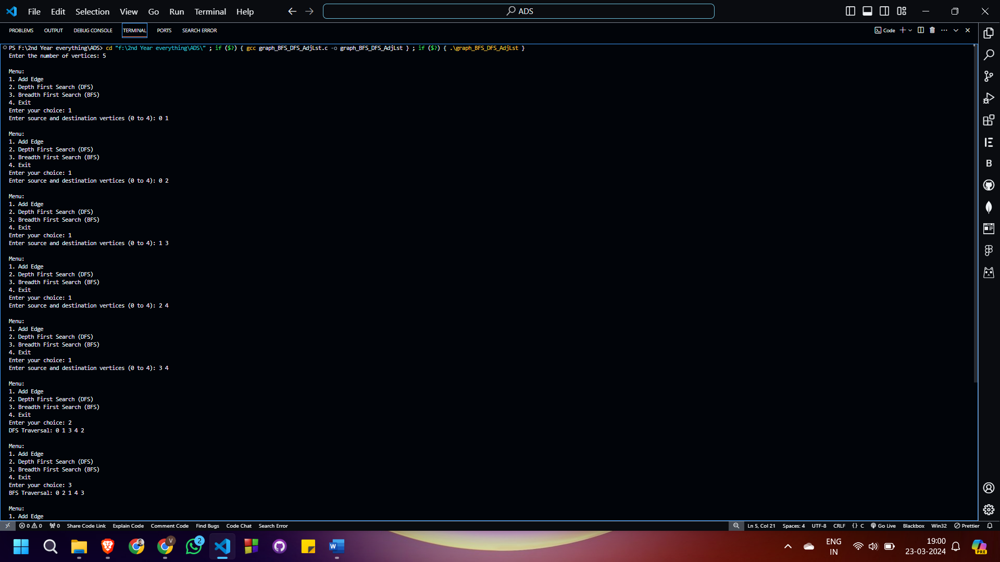 File Edit Selection View Go Run Terminal Help
ADS
PROBLEMS OUTPUT DEBUG CONSOLE TERMINAL PORTS SEARCH ERROR
Code
PS F:\2nd Year everything\ADS> cd "f:\2nd Year everything\ADS\" ; if ($?) { gcc graph_BFS_DFS_AdjLst.c -o graph_BFS_DFS_AdjLst } ; if ($?) { .\graph_BFS_DFS_AdjLst }
Enter the number of vertices: 5
Menu:
1. Add Edge
2. Depth First Search (DFS)
3. Breadth First Search (BFS)
4. Exit
Enter your choice: 1
Enter source and destination vertices (0 to 4): 0 1
Menu:
1. Add Edge
2. Depth First Search (DFS)
3. Breadth First Search (BFS)
4. Exit
Enter your choice: 1
Enter source and destination vertices (0 to 4): 0 2
Menu:
1. Add Edge
2. Depth First Search (DFS)
3. Breadth First Search (BFS)
4. Exit
Enter your choice: 1
Enter source and destination vertices (0 to 4): 1 3
Menu:
1. Add Edge
2. Depth First Search (DFS)
3. Breadth First Search (BFS)
4. Exit
Enter your choice: 1
Enter source and destination vertices (0 to 4): 2 4
Menu:
1. Add Edge
2. Depth First Search (DFS)
3. Breadth First Search (BFS)
4. Exit
Enter your choice: 1
Enter source and destination vertices (0 to 4): 3 4
Menu:
1. Add Edge
2. Depth First Search (DFS)
3. Breadth First Search (BFS)
4. Exit
Enter your choice: 2
DFS Traversal: 0 1 3 4 2
Menu:
1. Add Edge
2. Depth First Search (DFS)
3. Breadth First Search (BFS)
4. Exit
Enter your choice: 3
BFS Traversal: 0 2 1 4 3
Menu:
1. Add Edge
B
0 0 0 Share Code Link Explain Code Comment Code Find Bugs Code Chat Search Error
Ln 5, Col 21 Spaces: 4 UTF-8 CRLF {} C Go Live Blackbox Win32 Prettier
V
2
W
ENG
IN
19:00
23-03-2024
PRE